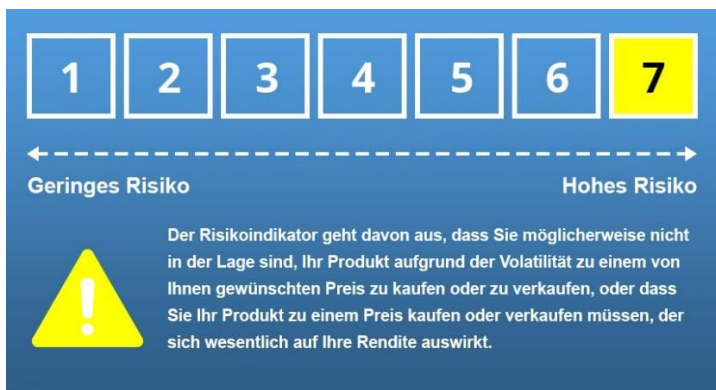 1 2 3 4 5 6 7
Geringes Risiko Hohes Risiko
Der Risikoindikator geht davon aus, dass Sie möglicherweise nicht
in der Lage sind, Ihr Produkt aufgrund der Volatilität zu einem von
Ihnen gewünschten Preis zu kaufen oder zu verkaufen, oder dass
Sie Ihr Produkt zu einem Preis kaufen oder verkaufen müssen, der
sich wesentlich auf Ihre Rendite auswirkt.